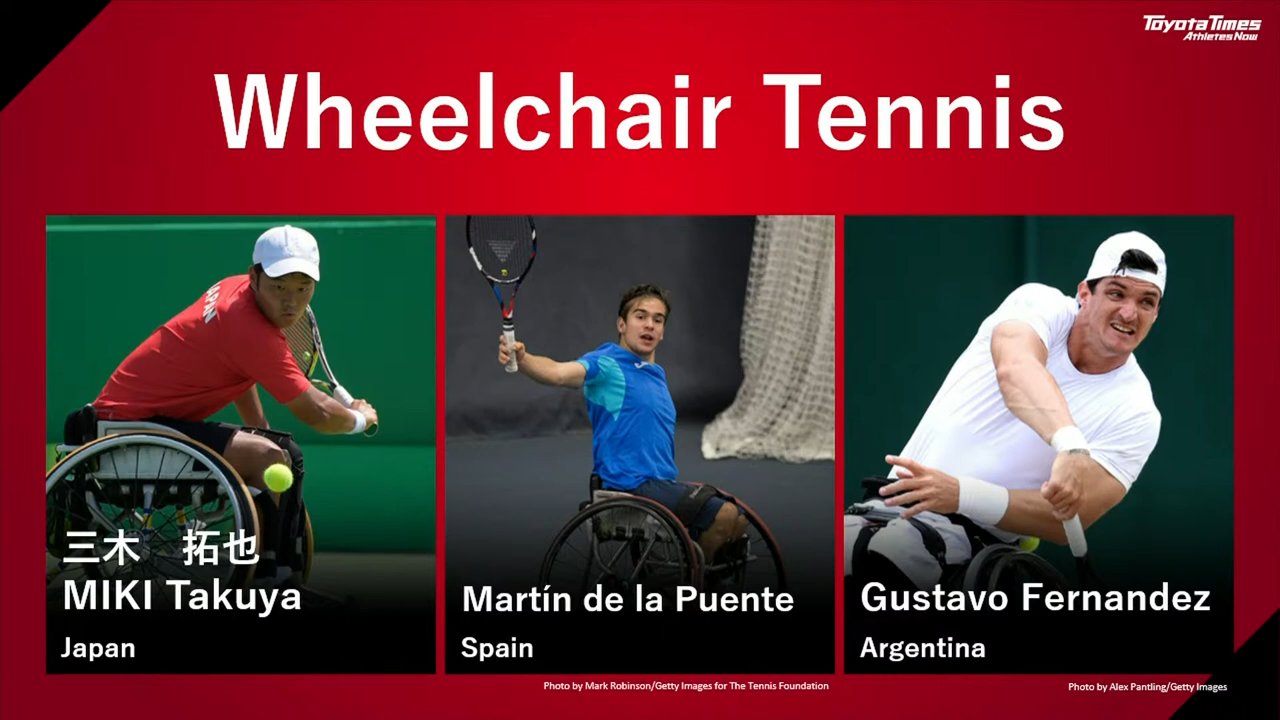 Toyota Times
Athletes Now
Wheelchair Tennis
JAPAN
三木　拓也
MIKI Takuya
Japan
Martín de la Puente
Spain
Gustavo Fernandez
Argentina
Photo by Mark Robinson/Getty Images for The Tennis Foundation
Photo by Alex Pantling/Getty Images